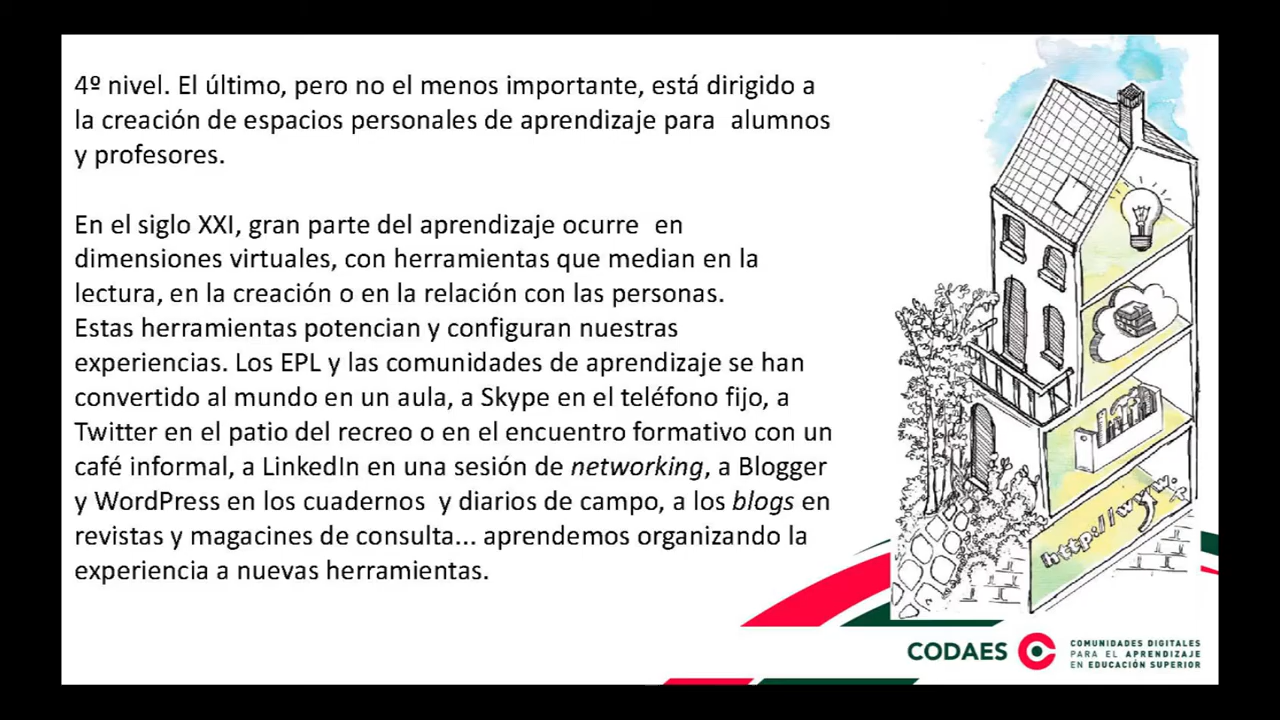 4º nivel. El último, pero no el menos importante, está dirigido a
la creación de espacios personales de aprendizaje para alumnos
y profesores.
En el siglo XXI, gran parte del aprendizaje ocurre en
dimensiones virtuales, con herramientas que median en la
lectura, en la creación o en la relación con las personas.
Estas herramientas potencian y configuran nuestras
experiencias. Los EPL y las comunidades de aprendizaje se han
convertido al mundo en un aula, a Skype en el teléfono fijo, a
Twitter en el patio del recreo o en el encuentro formativo con un
café informal, a LinkedIn en una sesión de networking, a Blogger
y WordPress en los cuadernos y diarios de campo, a los blogs en
revistas y magacines de consulta... aprendemos organizando la
experiencia a nuevas herramientas.
http://www.
CODAES
COMUNIDADES DIGITALES
PARA EL APRENDIZAJE
EN EDUCACIÓN SUPERIOR